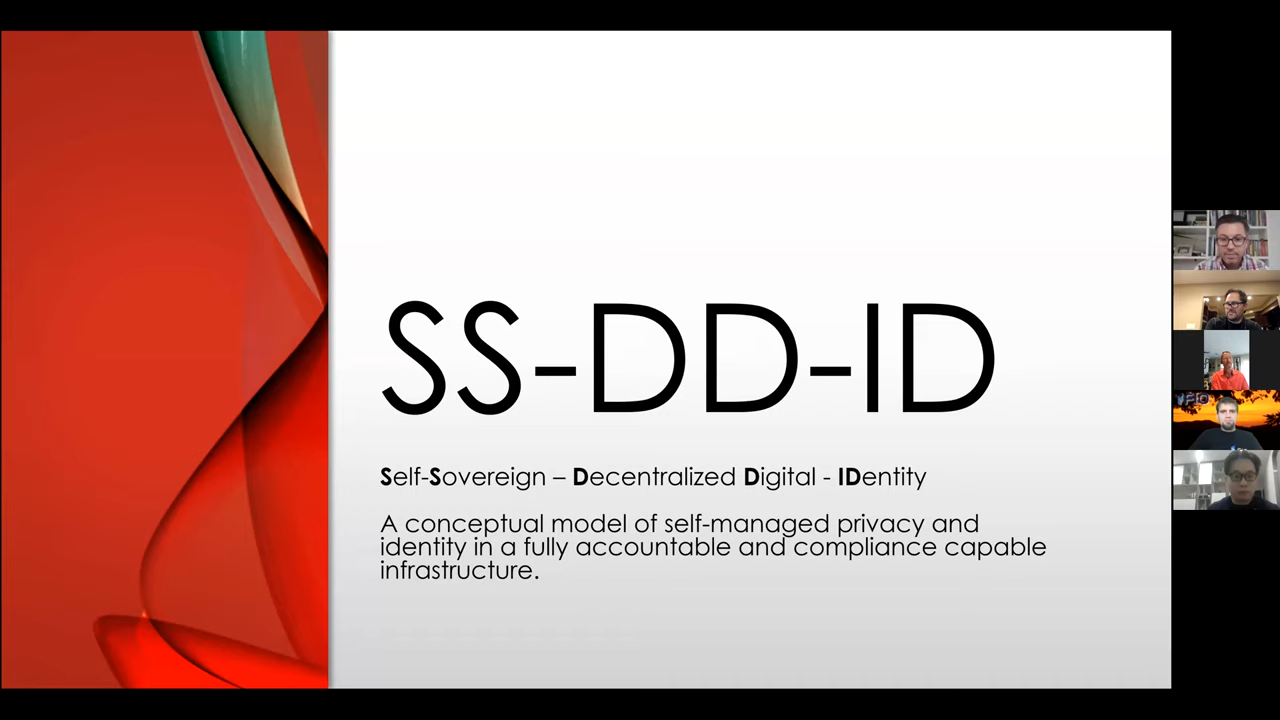 SS-DD-ID
Self-Sovereign – Decentralized Digital - IDentity
A conceptual model of self-managed privacy and
identity in a fully accountable and compliance capable
infrastructure.